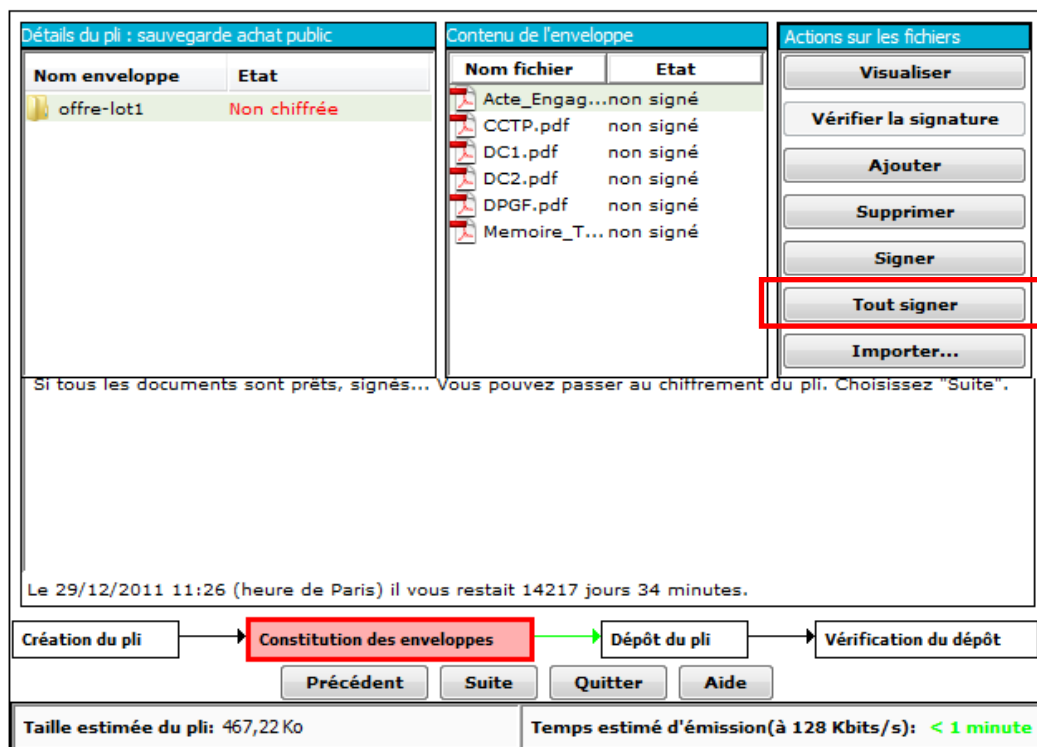 Détails du pli : sauvegarde achat public
Nom enveloppe Etat
offre-lot1 Non chiffrée
Contenu de l'enveloppe
Nom fichier Etat
Acte_Engag...non signé
CCTP.pdf non signé
DC1.pdf non signé
DC2.pdf non signé
DPGF.pdf non signé
Memoire_T... non signé
Actions sur les fichiers
Visualiser
Vérifier la signature
Ajouter
Supprimer
Signer
Tout signer
Importer...
Si tous les documents sont prêts, signés... Vous pouvez passer au chiffrement du pli. Choisissez "Suite".
Le 29/12/2011 11:26 (heure de Paris) il vous restait 14217 jours 34 minutes.
Création du pli
Constitution des enveloppes
Dépôt du pli
Vérification du dépôt
Précédent
Suite
Quitter
Aide
Taille estimée du pli: 467,22 Ko
Temps estimé d'émission(à 128 Kbits/s): < 1 minute